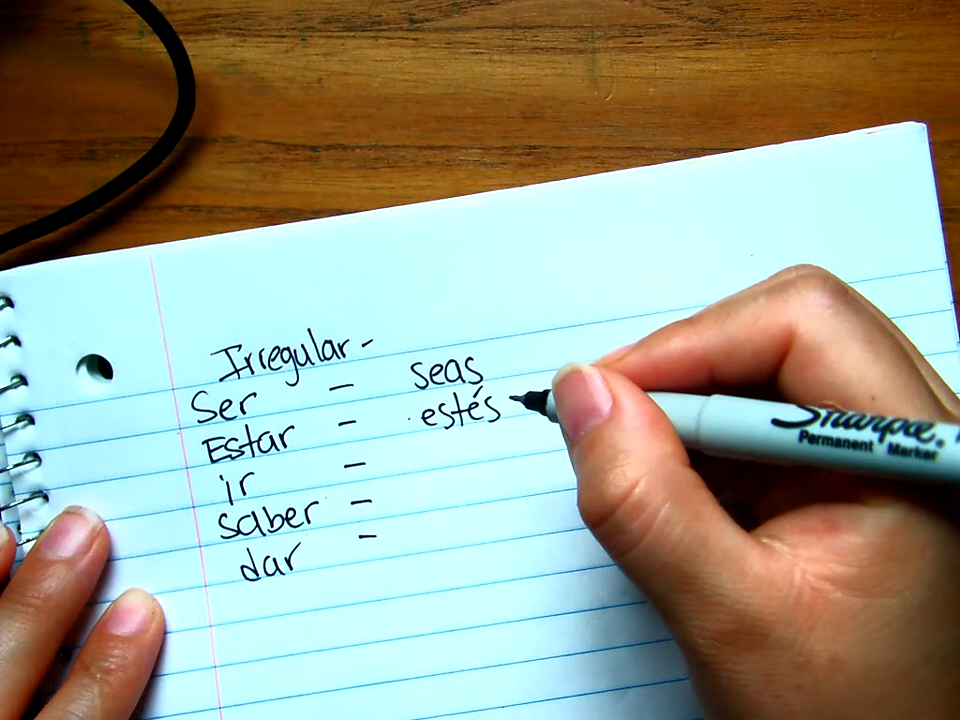 Irregular -
Ser - seas
Estar - estés
ir -
saber -
dar -
Sharpie.
Permanent Marker